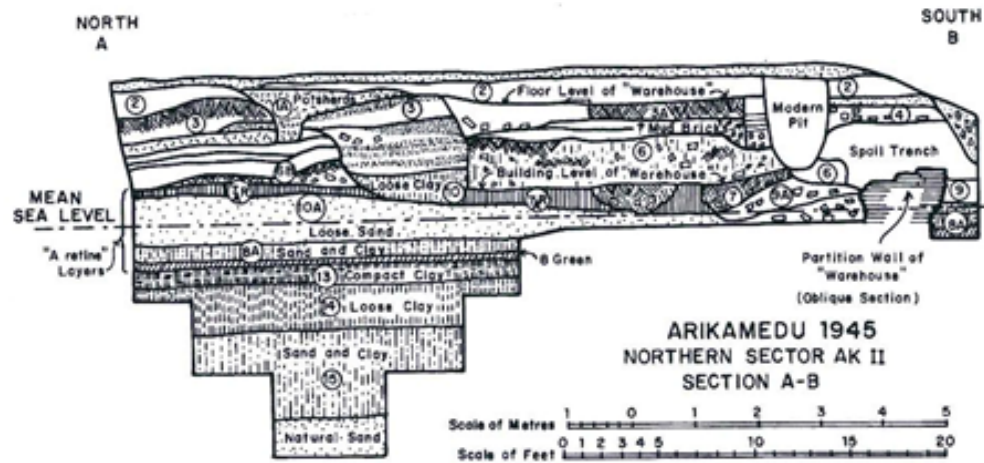 NORTH
A
SOUTH
B
2
1A
Potsherds
3
3
2
Floor Level of "Warehouse"
3A
Mud Brick
Modern
Pit
2
4
6
Spoil Trench
Building Level of Warehouse
6
Loose Clay
10
7
9A
9
8A
MEAN
SEA LEVEL
10A
Loose Sand
"Arretine"
Layers
8A
Sand and Clay
8 Green
13
Compact Clay
Loose Clay
Sand and Clay
15
Natural Sand
Partition Wall
of
"Warehouse"
(Oblique Section)
ARIKAMEDU 1945
NORTHERN SECTOR AK II
SECTION A-B
Scale of Metres
1 0 1 2 3 4 5
Scale of Feet
0 1 2 3 4 5 10 15 20